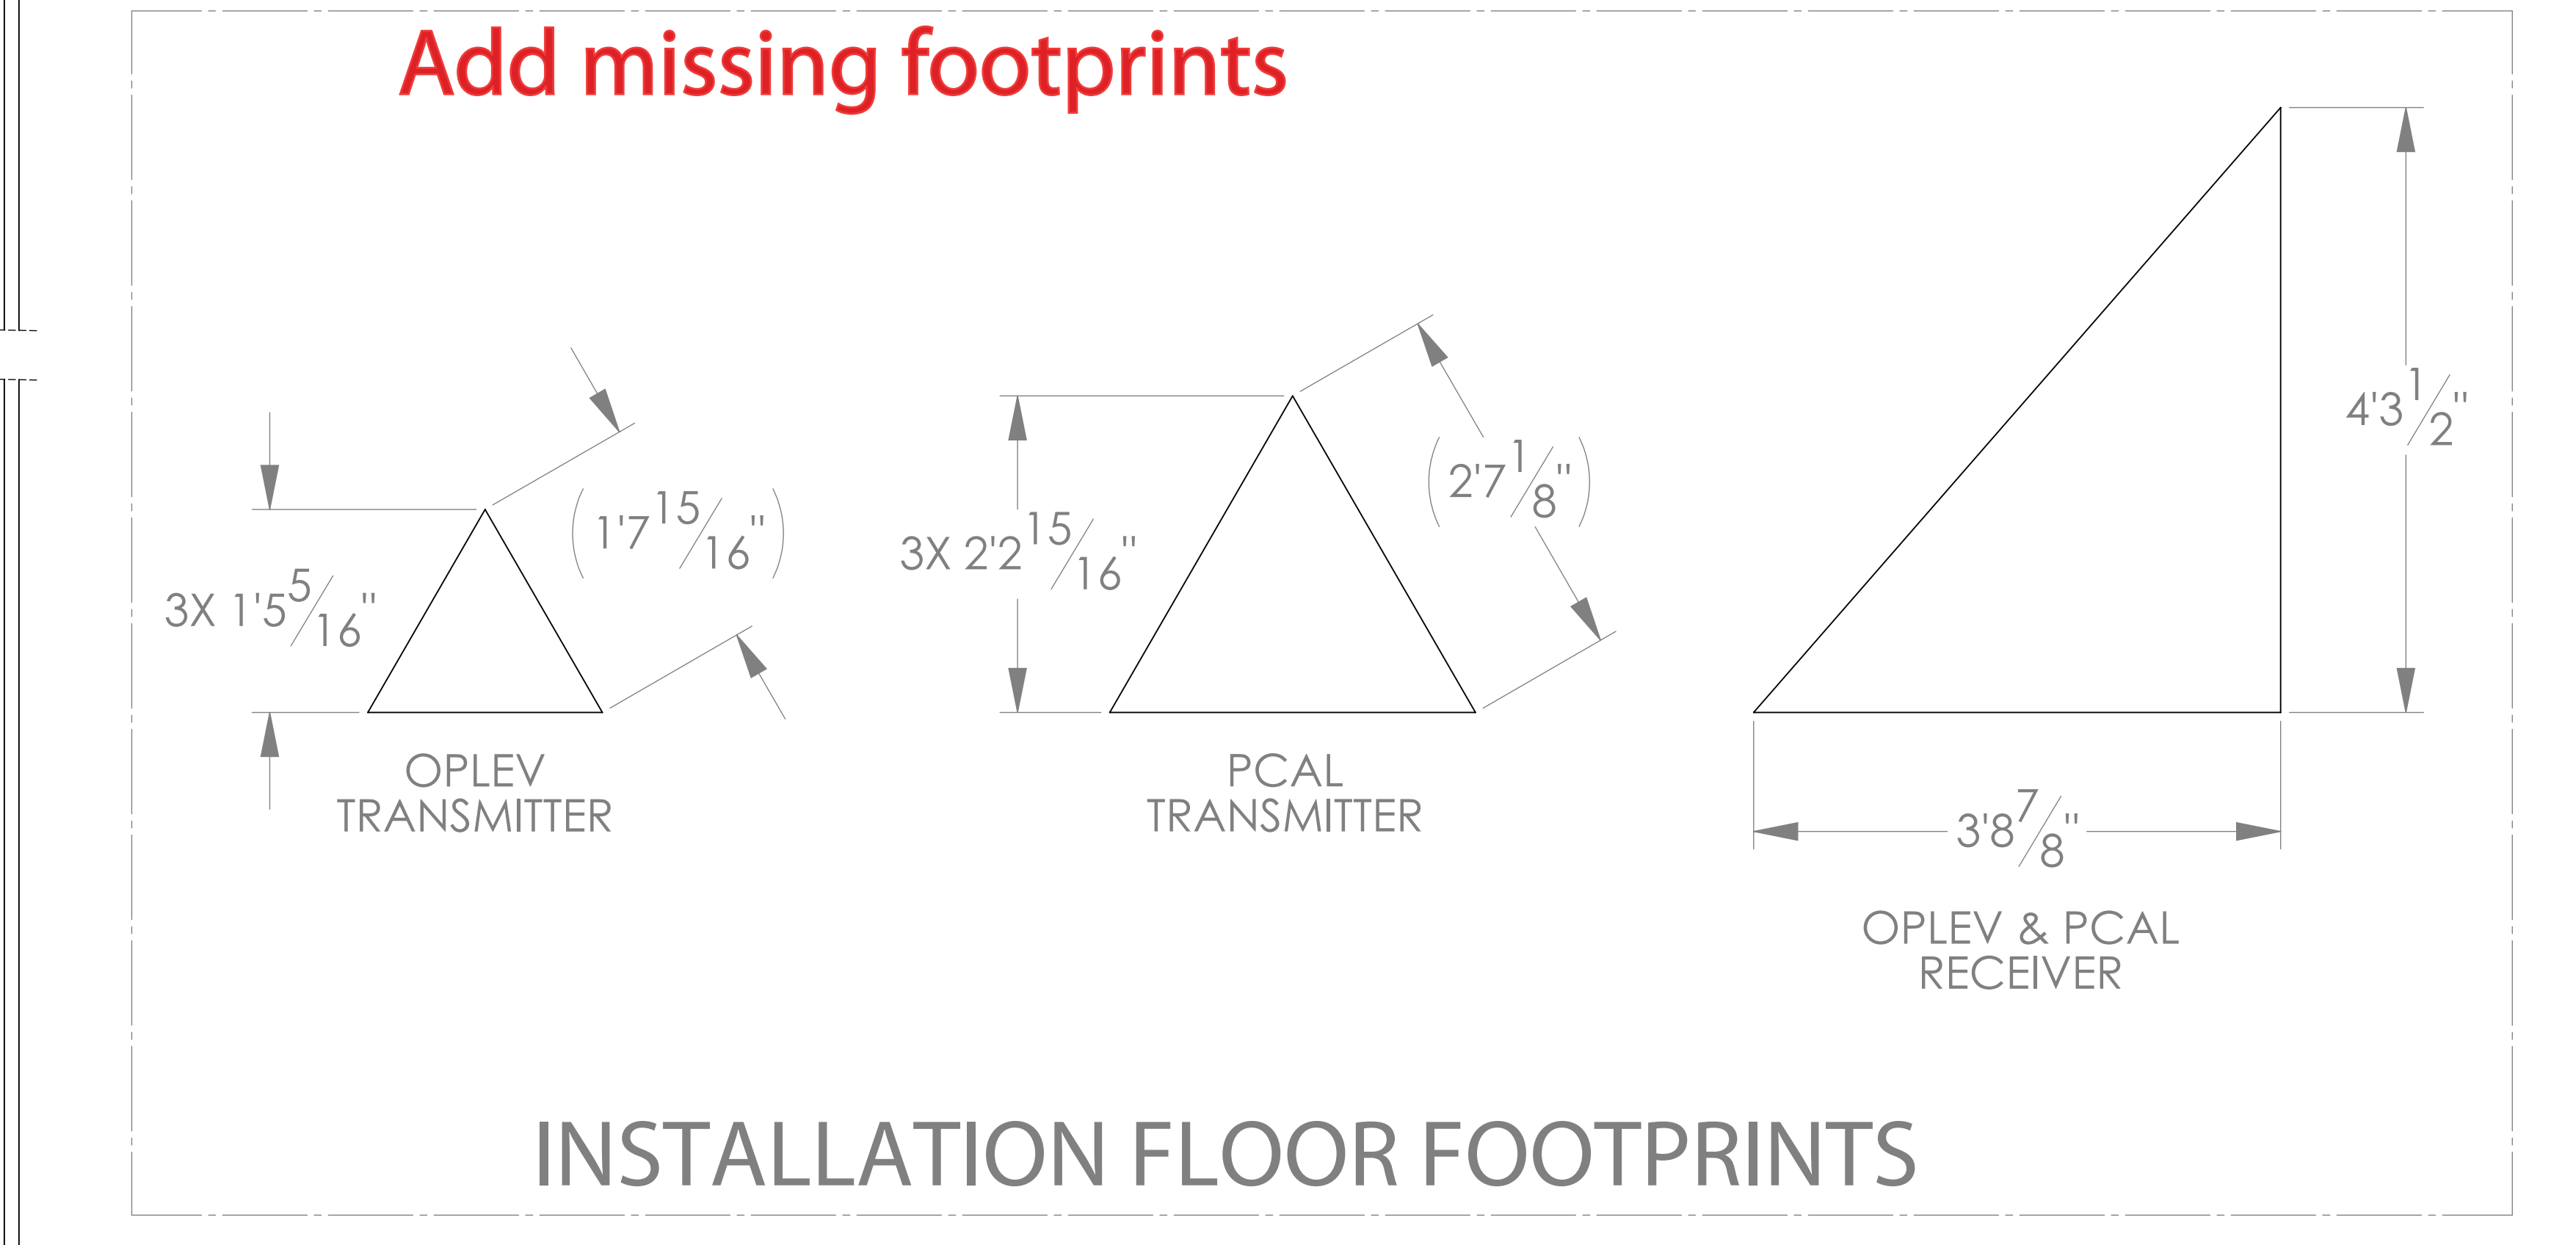 Add missing footprints
4'3 1/2"
(2'7 1/8")
(1'7 15/16")
3X 2'2 15/16"
3X 1'5 5/16"
OPLEV
TRANSMITTER
PCAL
TRANSMITTER
3'8 7/8"
OPLEV & PCAL
RECEIVER
INSTALLATION FLOOR FOOTPRINTS